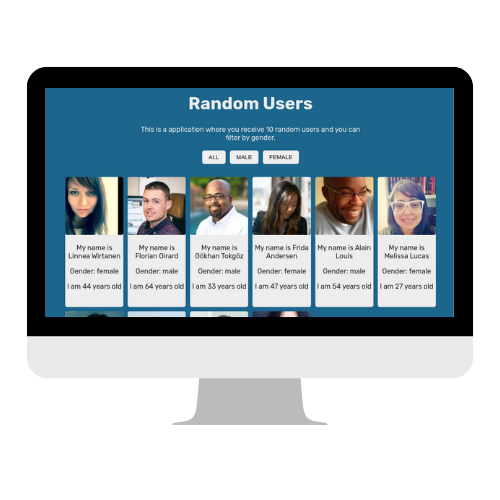 Random Users
This is a application where you receive 10 random users and you can
filter by gender.
ALL
MALE
FEMALE
My name is
Linnea Wirtanen
Gender: female
I am 44 years old
My name is
Florian Girard
Gender: male
I am 64 years old
My name is
Gökhan Tokgöz
Gender: male
I am 33 years old
My name is Frida
Andersen
Gender: female
I am 47 years old
My name is Alain
Louis
Gender: male
I am 54 years old
My name is
Melissa Lucas
Gender: female
I am 27 years old